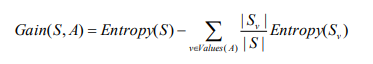 Gain(S, A) = Entropy(S) − ∑_{v∈Values(A)} |S_v| / |S| Entropy(S_v)